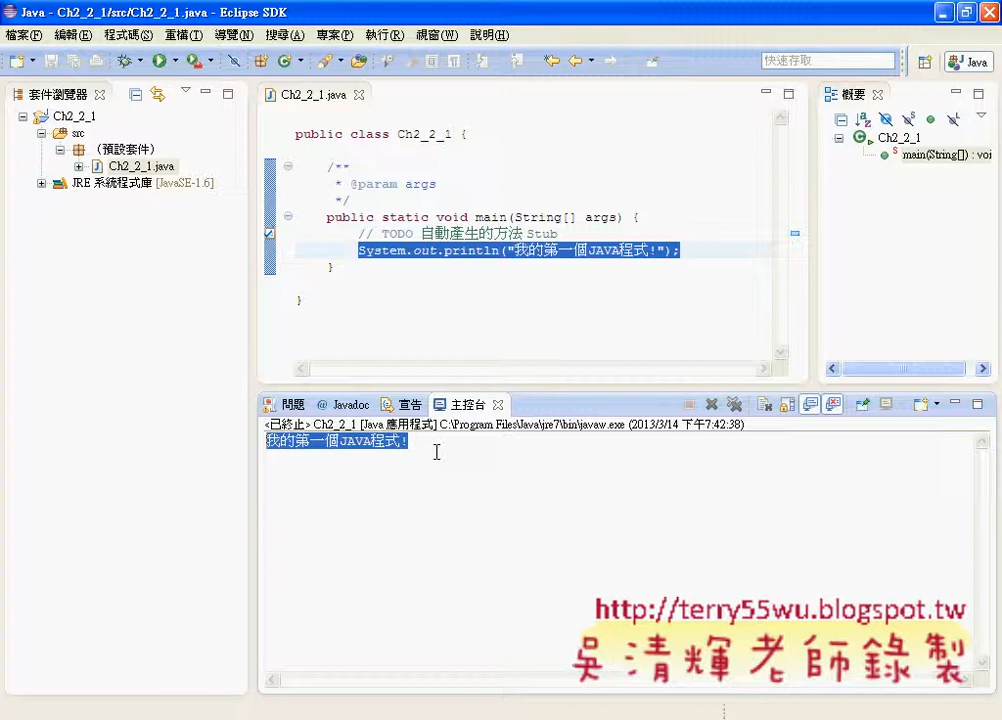 Java - Ch2_2_1/src/Ch2_2_1.java - Eclipse SDK
檔案(F) 編輯(E) 程式碼(S) 重構(T) 導覽(N) 搜尋(A) 專案(P) 執行(R) 視窗(W) 說明(H)
快速存取 Java
套件瀏覽器
Ch2_2_1
src
(預設套件)
Ch2_2_1.java
JRE 系統程式庫 [JavaSE-1.6]
Ch2_2_1.java
public class Ch2_2_1 {
/**
* @param args
*/
public static void main(String[] args) {
// TODO 自動產生的方法 Stub
System.out.println("我的第一個JAVA程式!");
}
}
概要
Ch2_2_1
main(String[]) : voi
問題 @ Javadoc 宣告 主控台
<已終止> Ch2_2_1 [Java 應用程式] C:\Program Files\Java\jre7\bin\javaw.exe (2013/3/14 下午7:42:38)
我的第一個JAVA程式!
http://terry55wu.blogspot.tw
吳清輝老師錄製